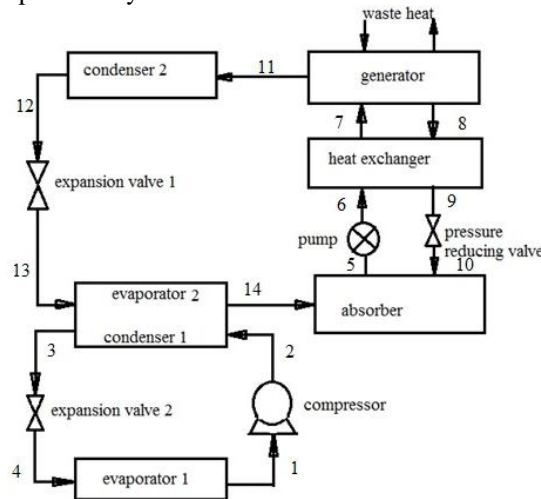 waste heat
11
condenser 2
generator
12
7
8
expansion valve 1
heat exchanger
6
9
pump
pressure
reducing valve
5
10
13
evaporator 2
14
absorber
condenser 1
3
2
expansion valve 2
compressor
4
evaporator 1
1